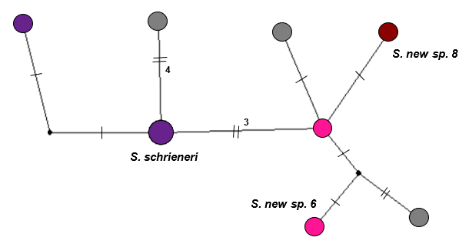 S. new sp. 8
4
3
S. schrieneri
S. new sp. 6